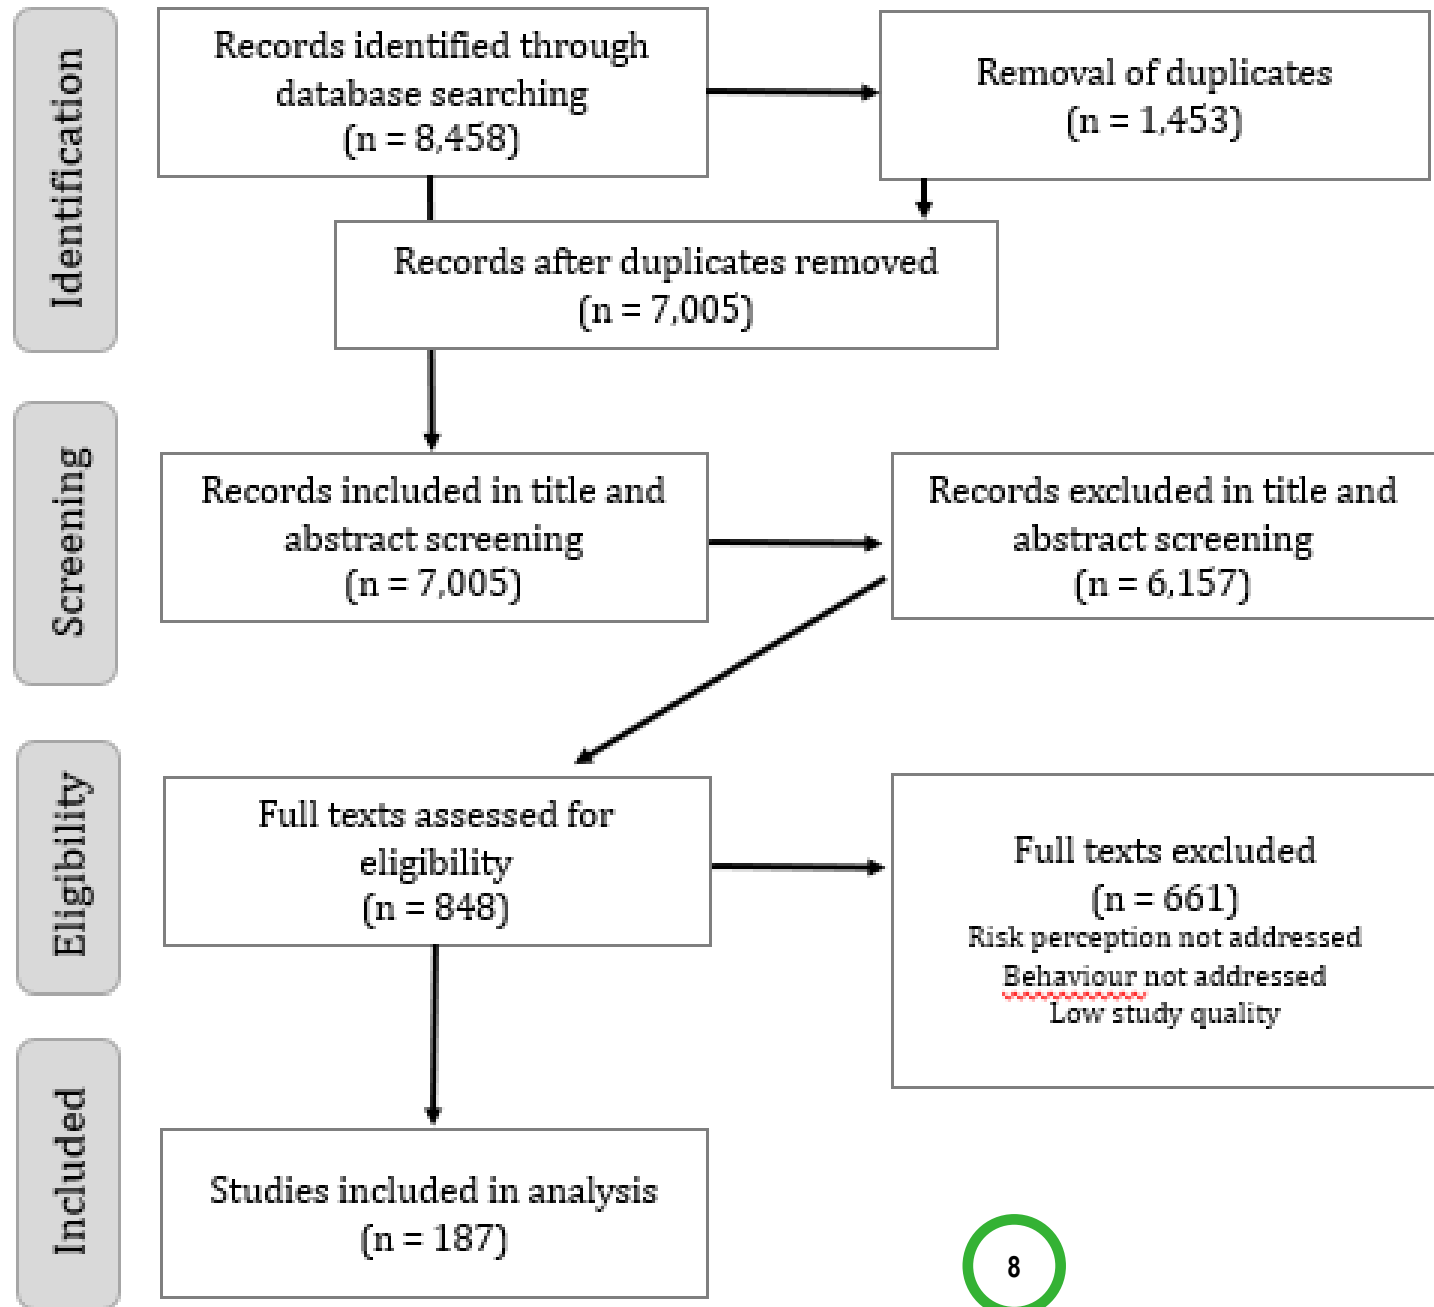 Identification
Records identified through
database searching
(n = 8,458)
Removal of duplicates
(n = 1,453)
Records after duplicates removed
(n = 7,005)
Screening
Records included in title and
abstract screening
(n = 7,005)
Records excluded in title and
abstract screening
(n = 6,157)
Eligibility
Full texts assessed for
eligibility
(n = 848)
Full texts excluded
(n = 661)
Risk perception not addressed
Behaviour not addressed
Low study quality
Included
Studies included in analysis
(n = 187)
8